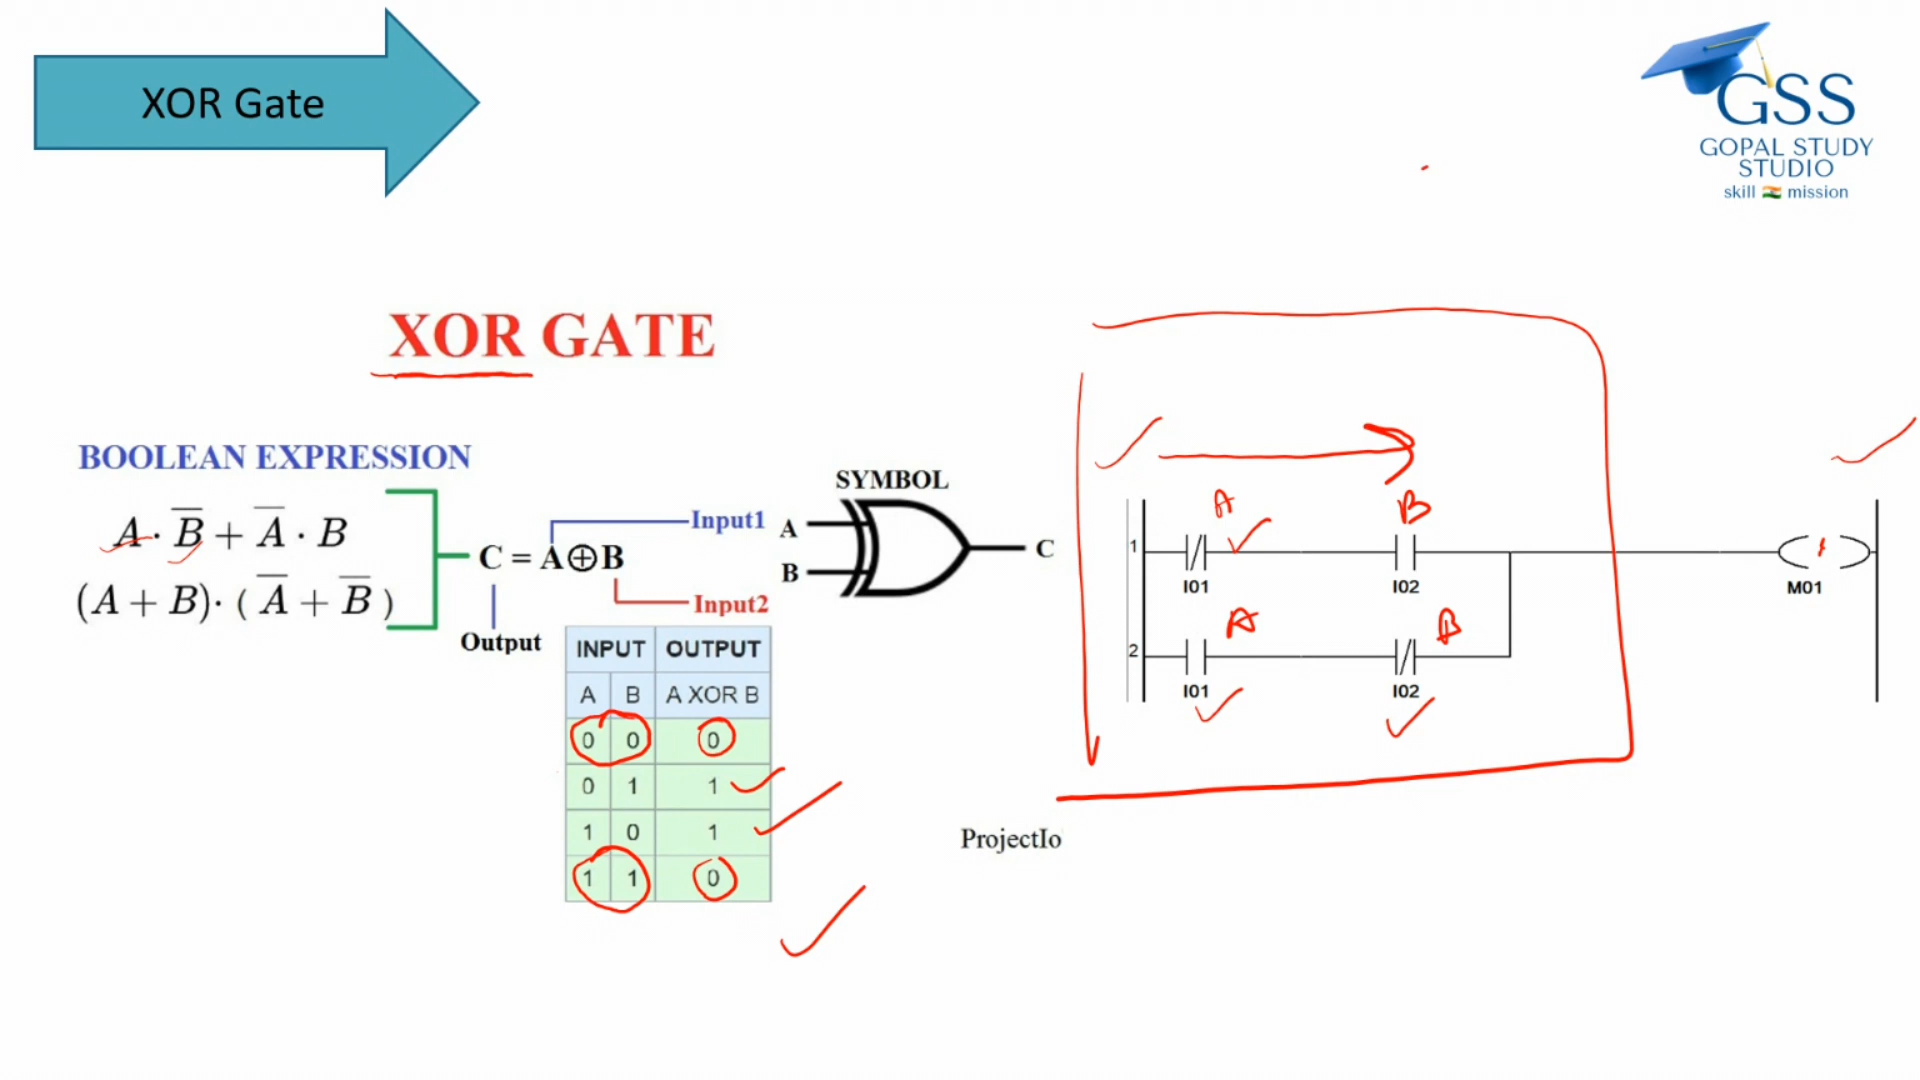 XOR Gate
GSS
GOPAL STUDY
STUDIO
skill mission
XOR GATE
BOOLEAN EXPRESSION
A · B̅ + A̅ · B
(A + B)· ( A̅ + B̅ )
C = A⊕B
Input1
Input2
Output
SYMBOL
A
B
C
INPUT OUTPUT
A B A XOR B
0 0 0
0 1 1
1 0 1
1 1 0
A B
1
I01 I02 M01
A B
2
I01 I02
ProjectIo